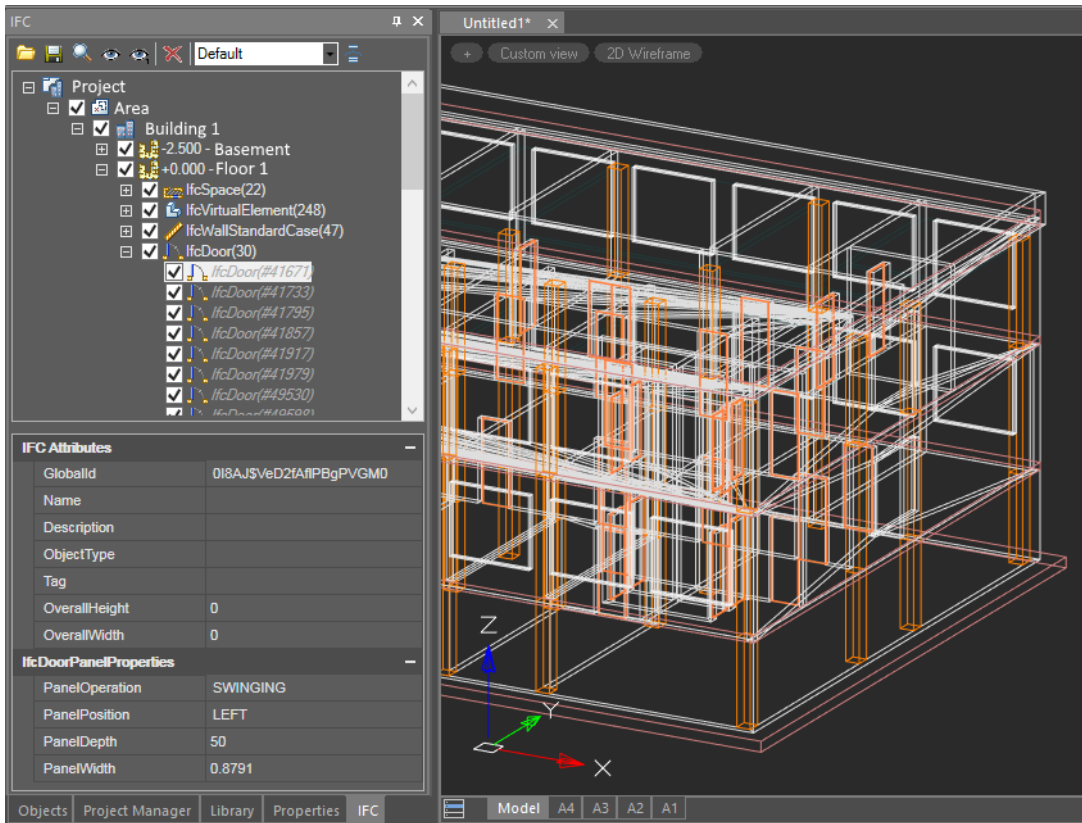 IFC
Untitled1*
Default
+ Custom view 2D Wireframe
Project
Area
Building 1
-2.500 - Basement
+0.000 - Floor 1
IfcSpace(22)
IfcVirtualElement(248)
IfcWallStandardCase(47)
IfcDoor(30)
IfcDoor(#41671)
IfcDoor(#41733)
IfcDoor(#41795)
IfcDoor(#41857)
IfcDoor(#41917)
IfcDoor(#41979)
IfcDoor(#49530)
IFC Attributes
GlobalId
Name
Description
ObjectType
Tag
OverallHeight 0
OverallWidth 0
IfcDoorPanelProperties
PanelOperation SWINGING
PanelPosition LEFT
PanelDepth 50
PanelWidth 0.8791
Z
Y
X
Objects Project Manager Library Properties IFC
Model A4 A3 A2 A1